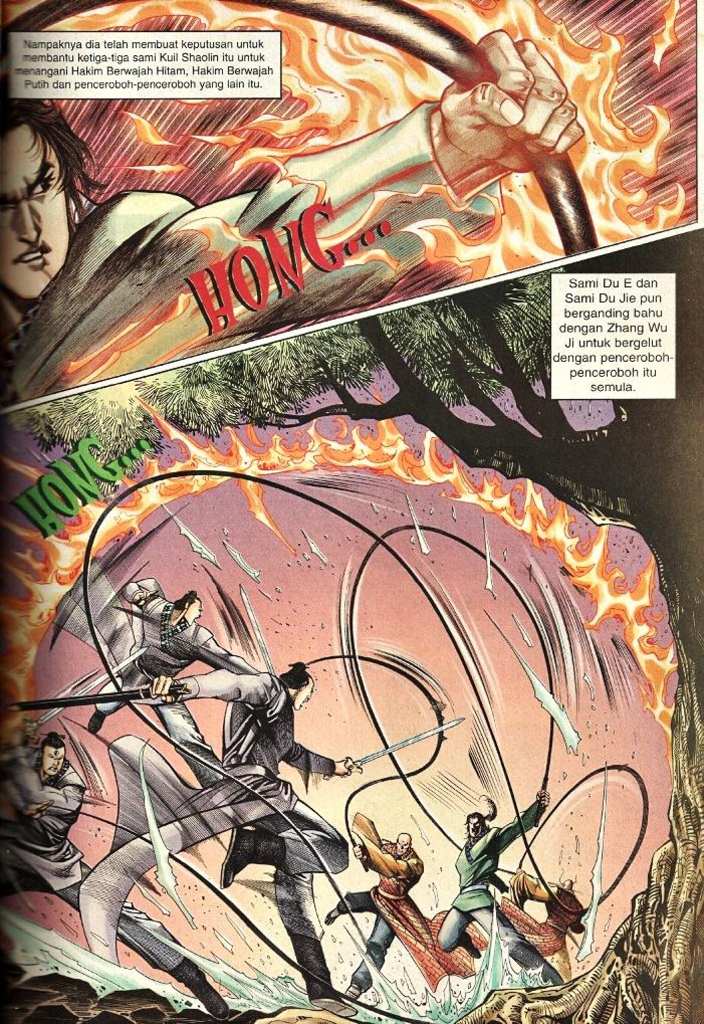 Nampaknya dia telah membuat keputusan untuk
membantu ketiga-tiga sami Kuil Shaolin itu untuk
menangani Hakim Berwajah Hitam, Hakim Berwajah
Putih dan penceroboh-penceroboh yang lain itu.
HONG....
Sami Du E dan
Sami Du Jie pun
berganding bahu
dengan Zhang Wu
Ji untuk bergelut
dengan penceroboh-
penceroboh itu
semula.
HONG....